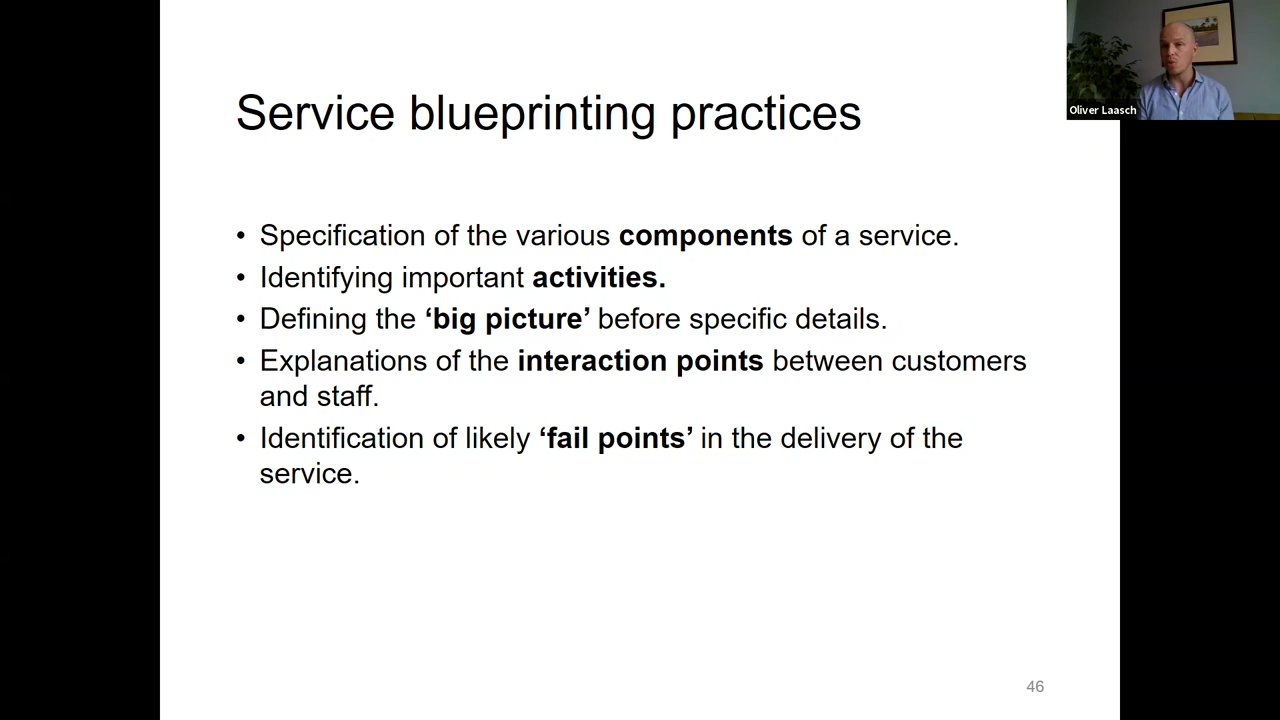 Service blueprinting practices
Oliver Laasch
• Specification of the various components of a service.
• Identifying important activities.
• Defining the ‘big picture’ before specific details.
• Explanations of the interaction points between customers
and staff.
• Identification of likely ‘fail points’ in the delivery of the
service.
46